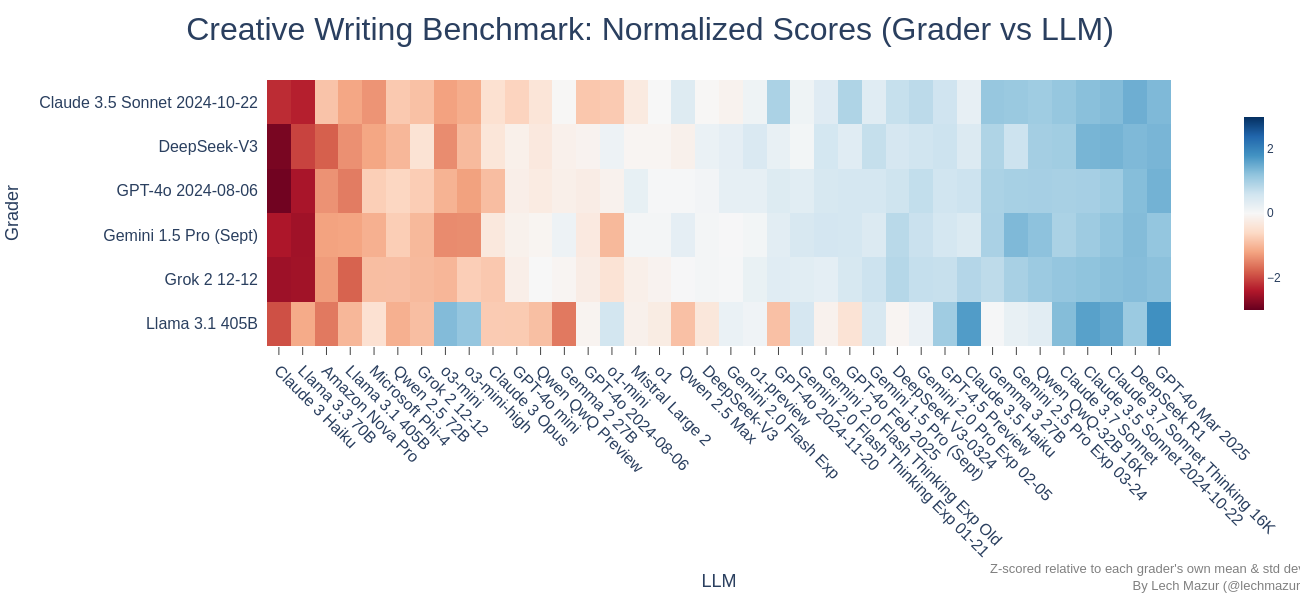 Creative Writing Benchmark: Normalized Scores (Grader vs LLM)
Grader
Claude 3.5 Sonnet 2024-10-22
DeepSeek-V3
GPT-4o 2024-08-06
Gemini 1.5 Pro (Sept)
Grok 2 12-12
Llama 3.1 405B
2
0
−2
Claude 3 Haiku
Llama 3.3 70B
Amazon Nova Pro
Llama 3.1 405B
Microsoft Phi-4
Qwen 2.5 72B
Grok 2 12-12
o3-mini
o3-mini-high
Claude 3 Opus
GPT-4o mini
Qwen QwQ Preview
Gemma 2 27B
GPT-4o 2024-08-06
o1-mini
Mistral Large 2
o1
Qwen 2.5 Max
DeepSeek-V3
Gemini 2.0 Flash Exp
o1-preview
GPT-4o 2024-11-20
Gemini 2.0 Flash Thinking Exp 01-21
Gemini 2.0 Flash Thinking Exp Old
GPT-4o Feb 2025
Gemini 1.5 Pro (Sept)
DeepSeek V3-0324
Gemini 2.0 Pro Exp 02-05
GPT-4.5 Preview
Claude 3.5 Haiku
Gemma 3 27B
Gemini 2.5 Pro Exp 03-24
Qwen QwQ-32B 16K
Claude 3.7 Sonnet
Claude 3.5 Sonnet 2024-10-22
Claude 3.7 Sonnet Thinking 16K
DeepSeek R1
GPT-4o Mar 2025
LLM
Z-scored relative to each grader's own mean & std dev
By Lech Mazur (@lechmazur